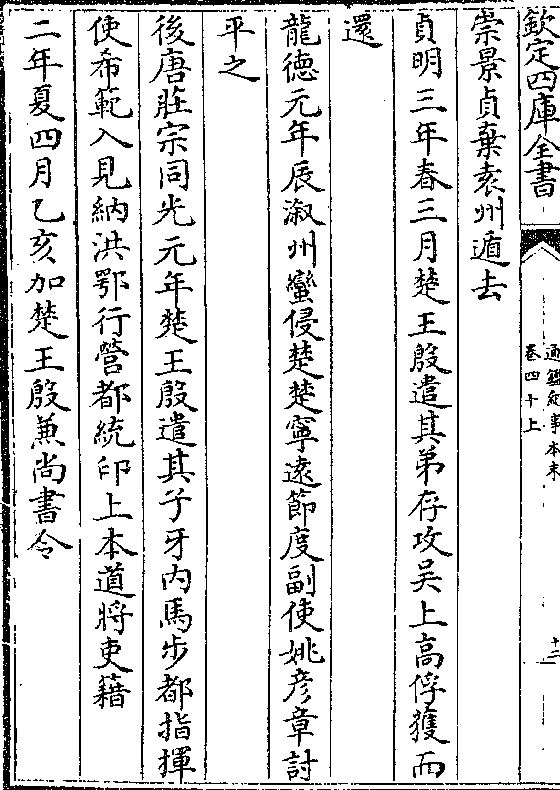 欽定四庫全書
通鑑紀事本末
卷四十上
十二
崇景貞棄袁州遁去
貞明三年春三月楚王殷遣其弟存攻吴上高俘獲而
還
龍德元年辰漵州蠻侵楚楚寧逺節度副使姚彦章討
平之
後唐莊宗同光元年楚王殷遣其子牙内馬步都指揮
使希範入見納洪鄂行營都統印上本道將吏籍
二年夏四月乙亥加楚王殷兼尚書令